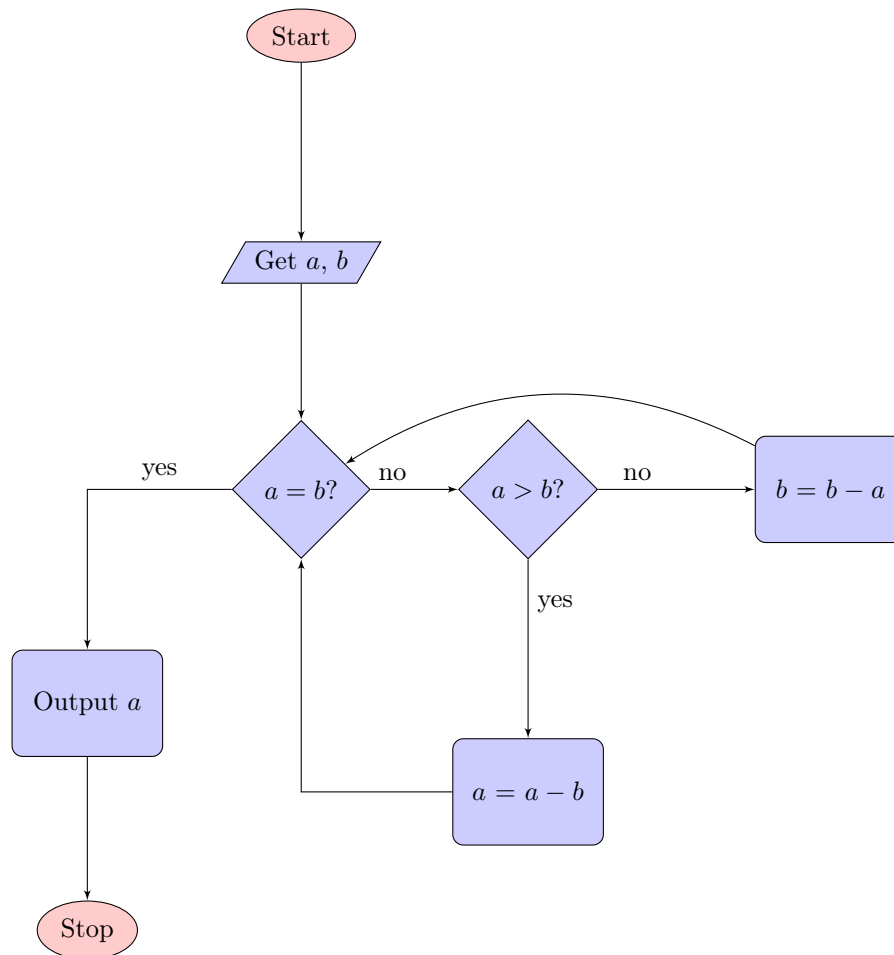 Start
Get a, b
yes
a = b?
no
a > b?
no
b = b − a
yes
Output a
a = a − b
Stop